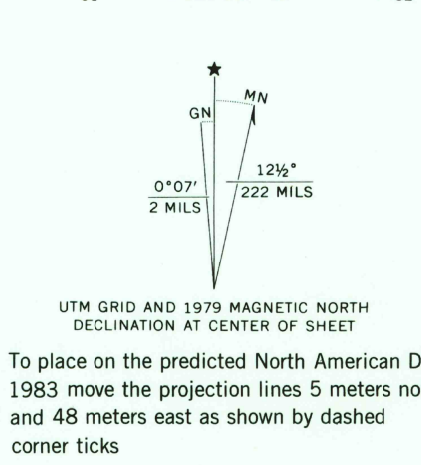 MN
GN
12½°
222 MILS
0°07'
2 MILS
UTM GRID AND 1979 MAGNETIC NORTH
DECLINATION AT CENTER OF SHEET
To place on the predicted North American D
1983 move the projection lines 5 meters no
and 48 meters east as shown by dashed
corner ticks